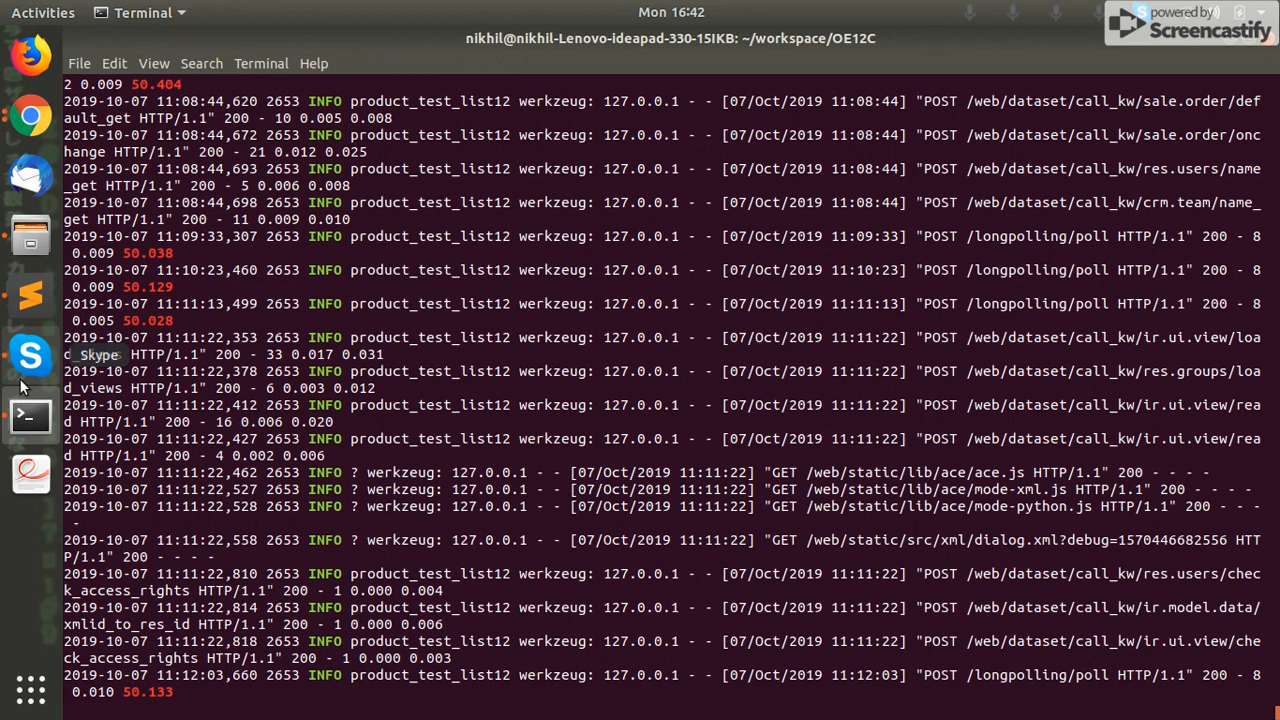 Activities Terminal Mon 16:42
powered by
Screencastify
nikhil@nikhil-Lenovo-ideapad-330-15IKB: ~/workspace/OE12C
File Edit View Search Terminal Help
2 0.009 50.404
2019-10-07 11:08:44,620 2653 INFO product_test_list12 werkzeug: 127.0.0.1 - - [07/Oct/2019 11:08:44] "POST /web/dataset/call_kw/sale.order/def
ault_get HTTP/1.1" 200 - 10 0.005 0.008
2019-10-07 11:08:44,672 2653 INFO product_test_list12 werkzeug: 127.0.0.1 - - [07/Oct/2019 11:08:44] "POST /web/dataset/call_kw/sale.order/onc
hange HTTP/1.1" 200 - 21 0.012 0.025
2019-10-07 11:08:44,693 2653 INFO product_test_list12 werkzeug: 127.0.0.1 - - [07/Oct/2019 11:08:44] "POST /web/dataset/call_kw/res.users/name
_get HTTP/1.1" 200 - 5 0.006 0.008
2019-10-07 11:08:44,698 2653 INFO product_test_list12 werkzeug: 127.0.0.1 - - [07/Oct/2019 11:08:44] "POST /web/dataset/call_kw/crm.team/name_
get HTTP/1.1" 200 - 11 0.009 0.010
2019-10-07 11:09:33,307 2653 INFO product_test_list12 werkzeug: 127.0.0.1 - - [07/Oct/2019 11:09:33] "POST /longpolling/poll HTTP/1.1" 200 - 8
0.009 50.038
2019-10-07 11:10:23,460 2653 INFO product_test_list12 werkzeug: 127.0.0.1 - - [07/Oct/2019 11:10:23] "POST /longpolling/poll HTTP/1.1" 200 - 8
0.009 50.129
2019-10-07 11:11:13,499 2653 INFO product_test_list12 werkzeug: 127.0.0.1 - - [07/Oct/2019 11:11:13] "POST /longpolling/poll HTTP/1.1" 200 - 8
0.005 50.028
2019-10-07 11:11:22,353 2653 INFO product_test_list12 werkzeug: 127.0.0.1 - - [07/Oct/2019 11:11:22] "POST /web/dataset/call_kw/ir.ui.view/loa
Skype HTTP/1.1" 200 - 33 0.017 0.031
2019-10-07 11:11:22,378 2653 INFO product_test_list12 werkzeug: 127.0.0.1 - - [07/Oct/2019 11:11:22] "POST /web/dataset/call_kw/res.groups/loa
d_views HTTP/1.1" 200 - 6 0.003 0.012
2019-10-07 11:11:22,412 2653 INFO product_test_list12 werkzeug: 127.0.0.1 - - [07/Oct/2019 11:11:22] "POST /web/dataset/call_kw/ir.ui.view/rea
d HTTP/1.1" 200 - 16 0.006 0.020
2019-10-07 11:11:22,427 2653 INFO product_test_list12 werkzeug: 127.0.0.1 - - [07/Oct/2019 11:11:22] "POST /web/dataset/call_kw/ir.ui.view/rea
d HTTP/1.1" 200 - 4 0.002 0.006
2019-10-07 11:11:22,462 2653 INFO ? werkzeug: 127.0.0.1 - - [07/Oct/2019 11:11:22] "GET /web/static/lib/ace/ace.js HTTP/1.1" 200 - - - -
2019-10-07 11:11:22,527 2653 INFO ? werkzeug: 127.0.0.1 - - [07/Oct/2019 11:11:22] "GET /web/static/lib/ace/mode-xml.js HTTP/1.1" 200 - - - -
2019-10-07 11:11:22,528 2653 INFO ? werkzeug: 127.0.0.1 - - [07/Oct/2019 11:11:22] "GET /web/static/lib/ace/mode-python.js HTTP/1.1" 200 - - -
-
2019-10-07 11:11:22,558 2653 INFO ? werkzeug: 127.0.0.1 - - [07/Oct/2019 11:11:22] "GET /web/static/src/xml/dialog.xml?debug=1570446682556 HTT
P/1.1" 200 - - - -
2019-10-07 11:11:22,810 2653 INFO product_test_list12 werkzeug: 127.0.0.1 - - [07/Oct/2019 11:11:22] "POST /web/dataset/call_kw/res.users/chec
k_access_rights HTTP/1.1" 200 - 1 0.000 0.004
2019-10-07 11:11:22,814 2653 INFO product_test_list12 werkzeug: 127.0.0.1 - - [07/Oct/2019 11:11:22] "POST /web/dataset/call_kw/ir.model.data/
xmlid_to_res_id HTTP/1.1" 200 - 1 0.000 0.006
2019-10-07 11:11:22,818 2653 INFO product_test_list12 werkzeug: 127.0.0.1 - - [07/Oct/2019 11:11:22] "POST /web/dataset/call_kw/ir.ui.view/che
ck_access_rights HTTP/1.1" 200 - 1 0.000 0.003
2019-10-07 11:12:03,660 2653 INFO product_test_list12 werkzeug: 127.0.0.1 - - [07/Oct/2019 11:12:03] "POST /longpolling/poll HTTP/1.1" 200 - 8
0.010 50.133